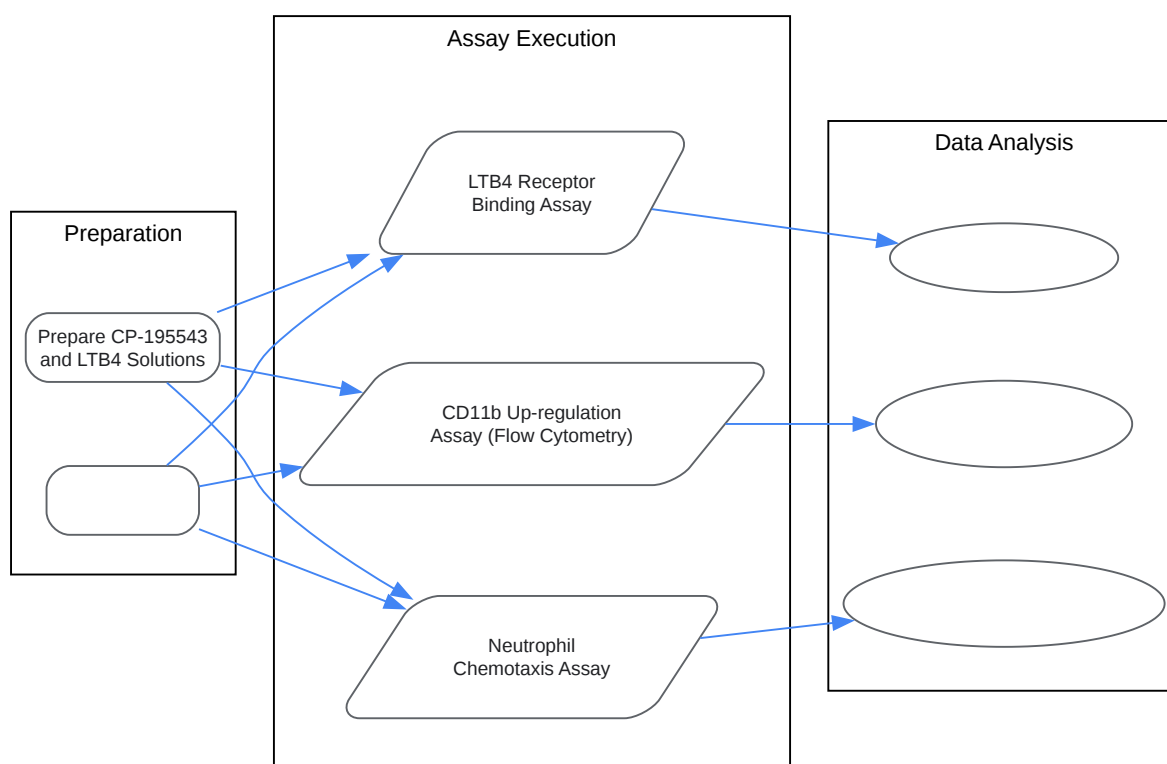 Assay Execution
Data Analysis
Preparation
LTB4 Receptor
Binding Assay
Prepare CP-195543
and LTB4 Solutions
CD11b Up-regulation
Assay (Flow Cytometry)
Neutrophil
Chemotaxis Assay